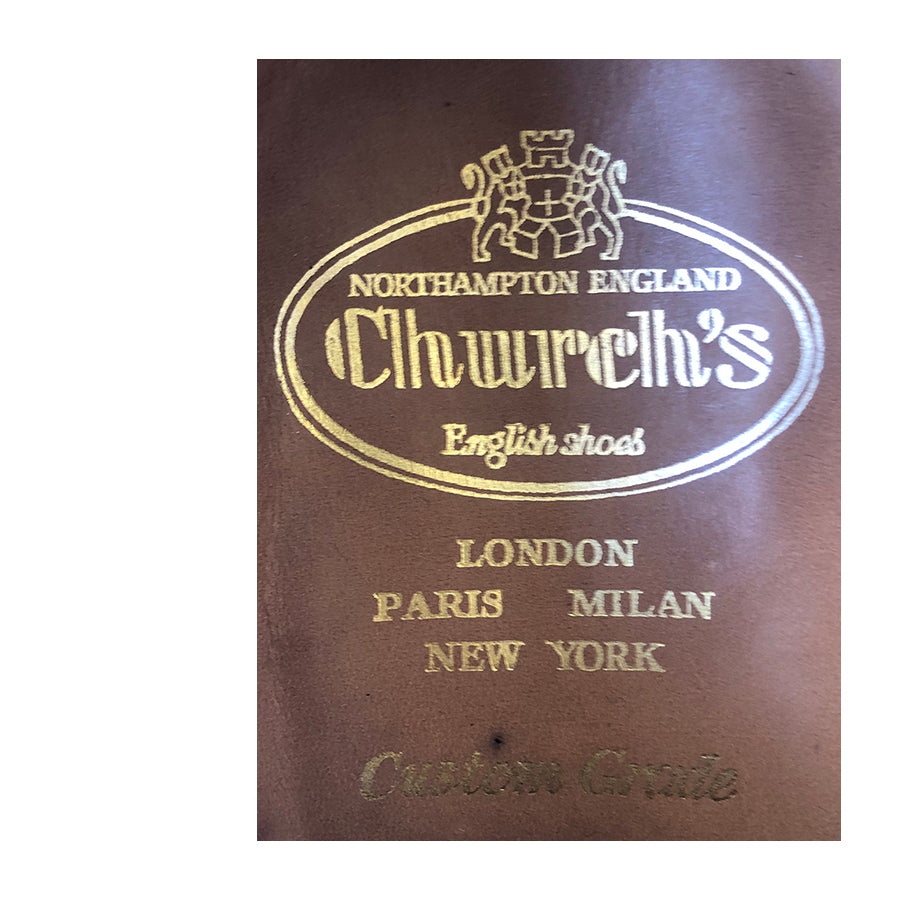 NORTHAMPTON ENGLAND
Church's
English shoes
LONDON
PARIS MILAN
NEW YORK
Custom Grade